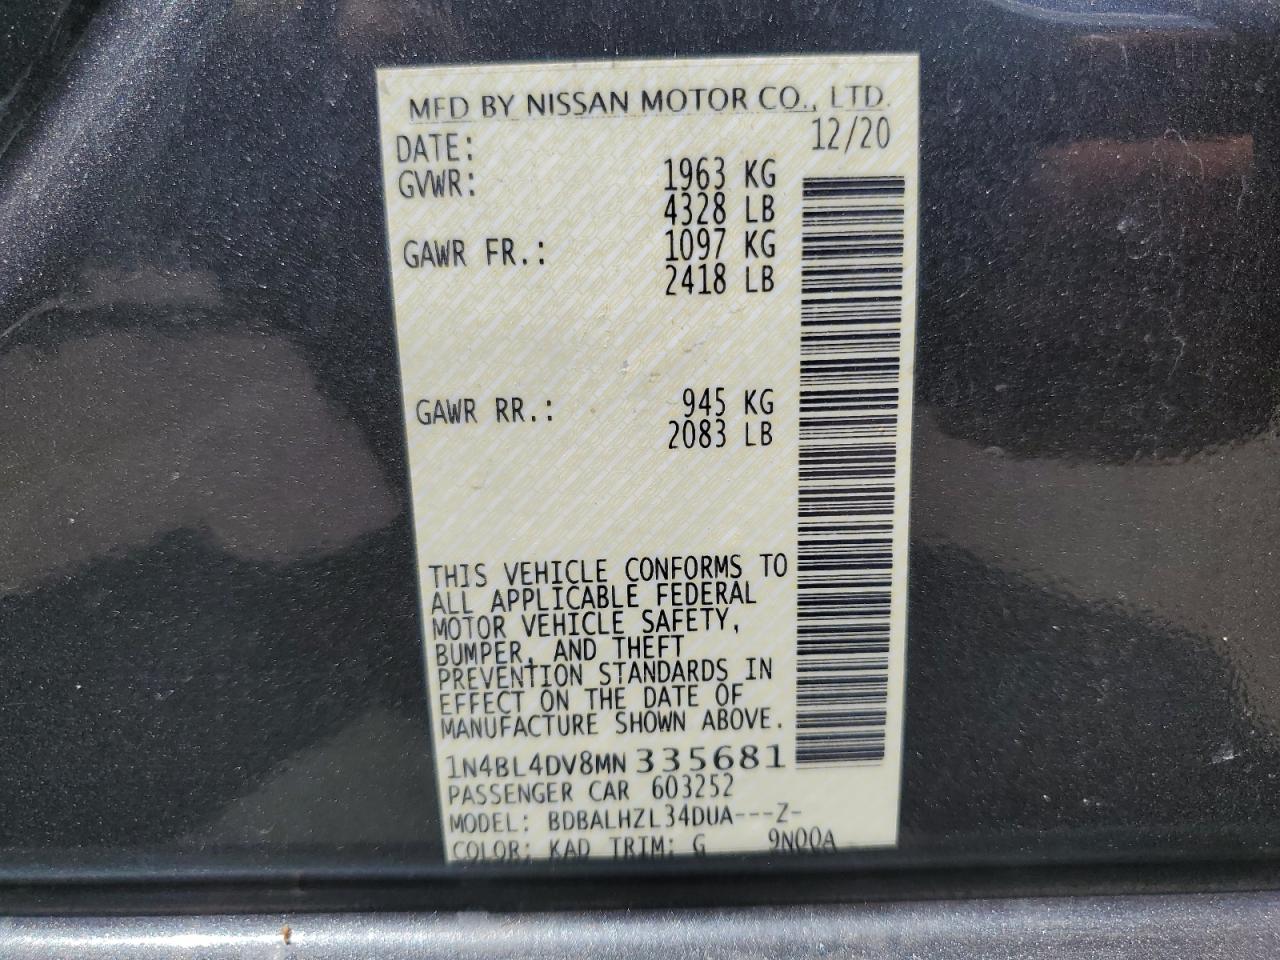 MFD BY NISSAN MOTOR CO., LTD.
DATE: 12/20
GVWR: 1963 KG
4328 LB
GAWR FR.: 1097 KG
2418 LB
GAWR RR.: 945 KG
2083 LB
THIS VEHICLE CONFORMS TO
ALL APPLICABLE FEDERAL
MOTOR VEHICLE SAFETY,
BUMPER, AND THEFT
PREVENTION STANDARDS IN
EFFECT ON THE DATE OF
MANUFACTURE SHOWN ABOVE.
1N4BL4DV8MN 335681
PASSENGER CAR 603252
MODEL: BDBALHZL34DUA---Z-
COLOR: KAD TRIM: G 9N00A